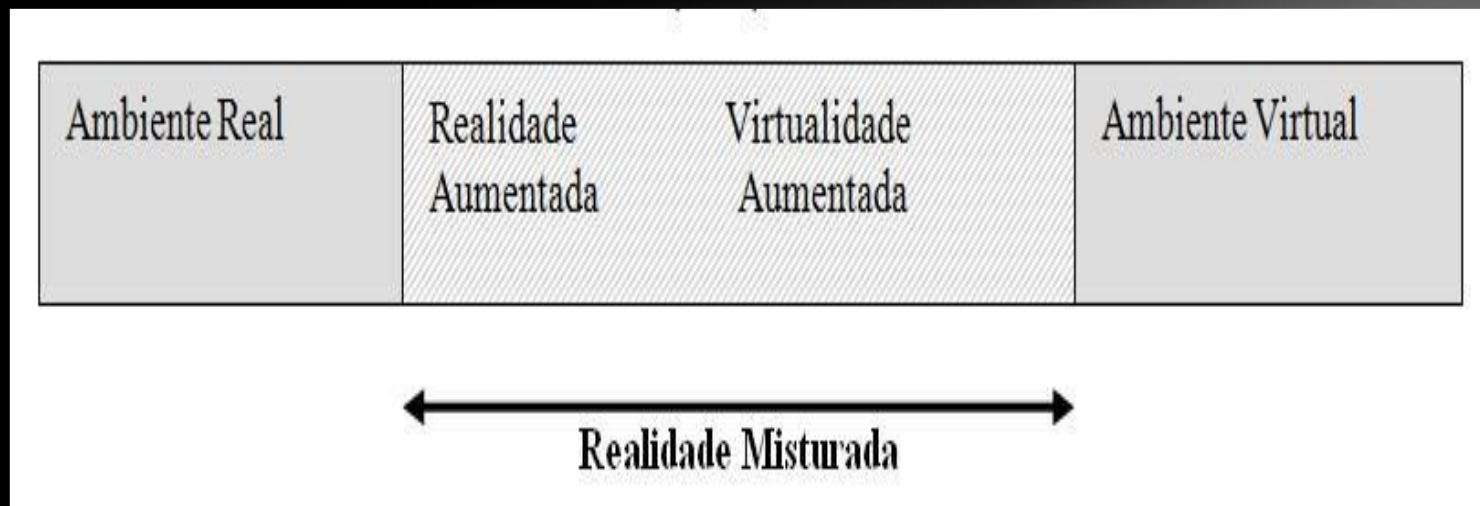 Ambiente Real
Realidade
Aumentada
Virtualidade
Aumentada
Ambiente Virtual
Realidade Misturada